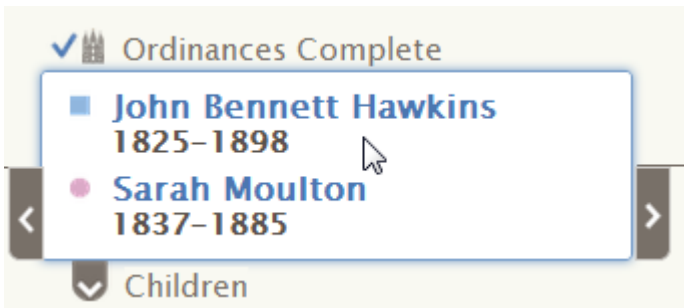 Ordinances Complete
John Bennett Hawkins
1825–1898
Sarah Moulton
1837–1885
Children